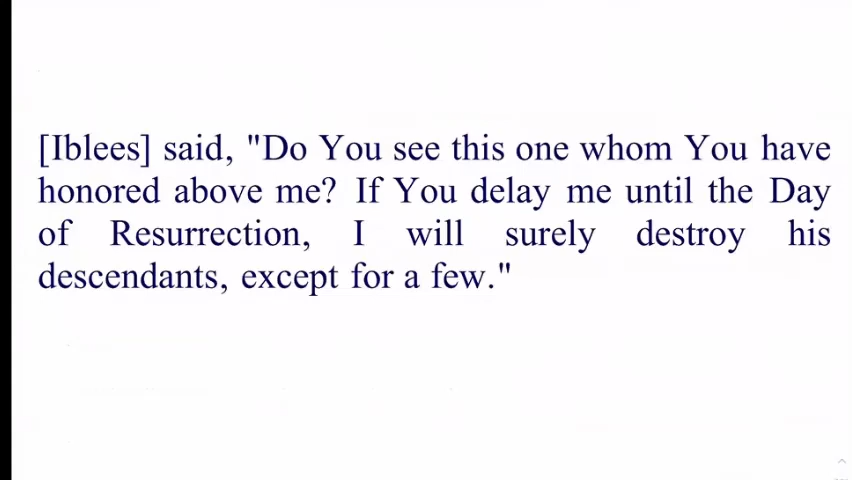 [Iblees] said, "Do You see this one whom You have
honored above me? If You delay me until the Day
of Resurrection, I will surely destroy his
descendants, except for a few."